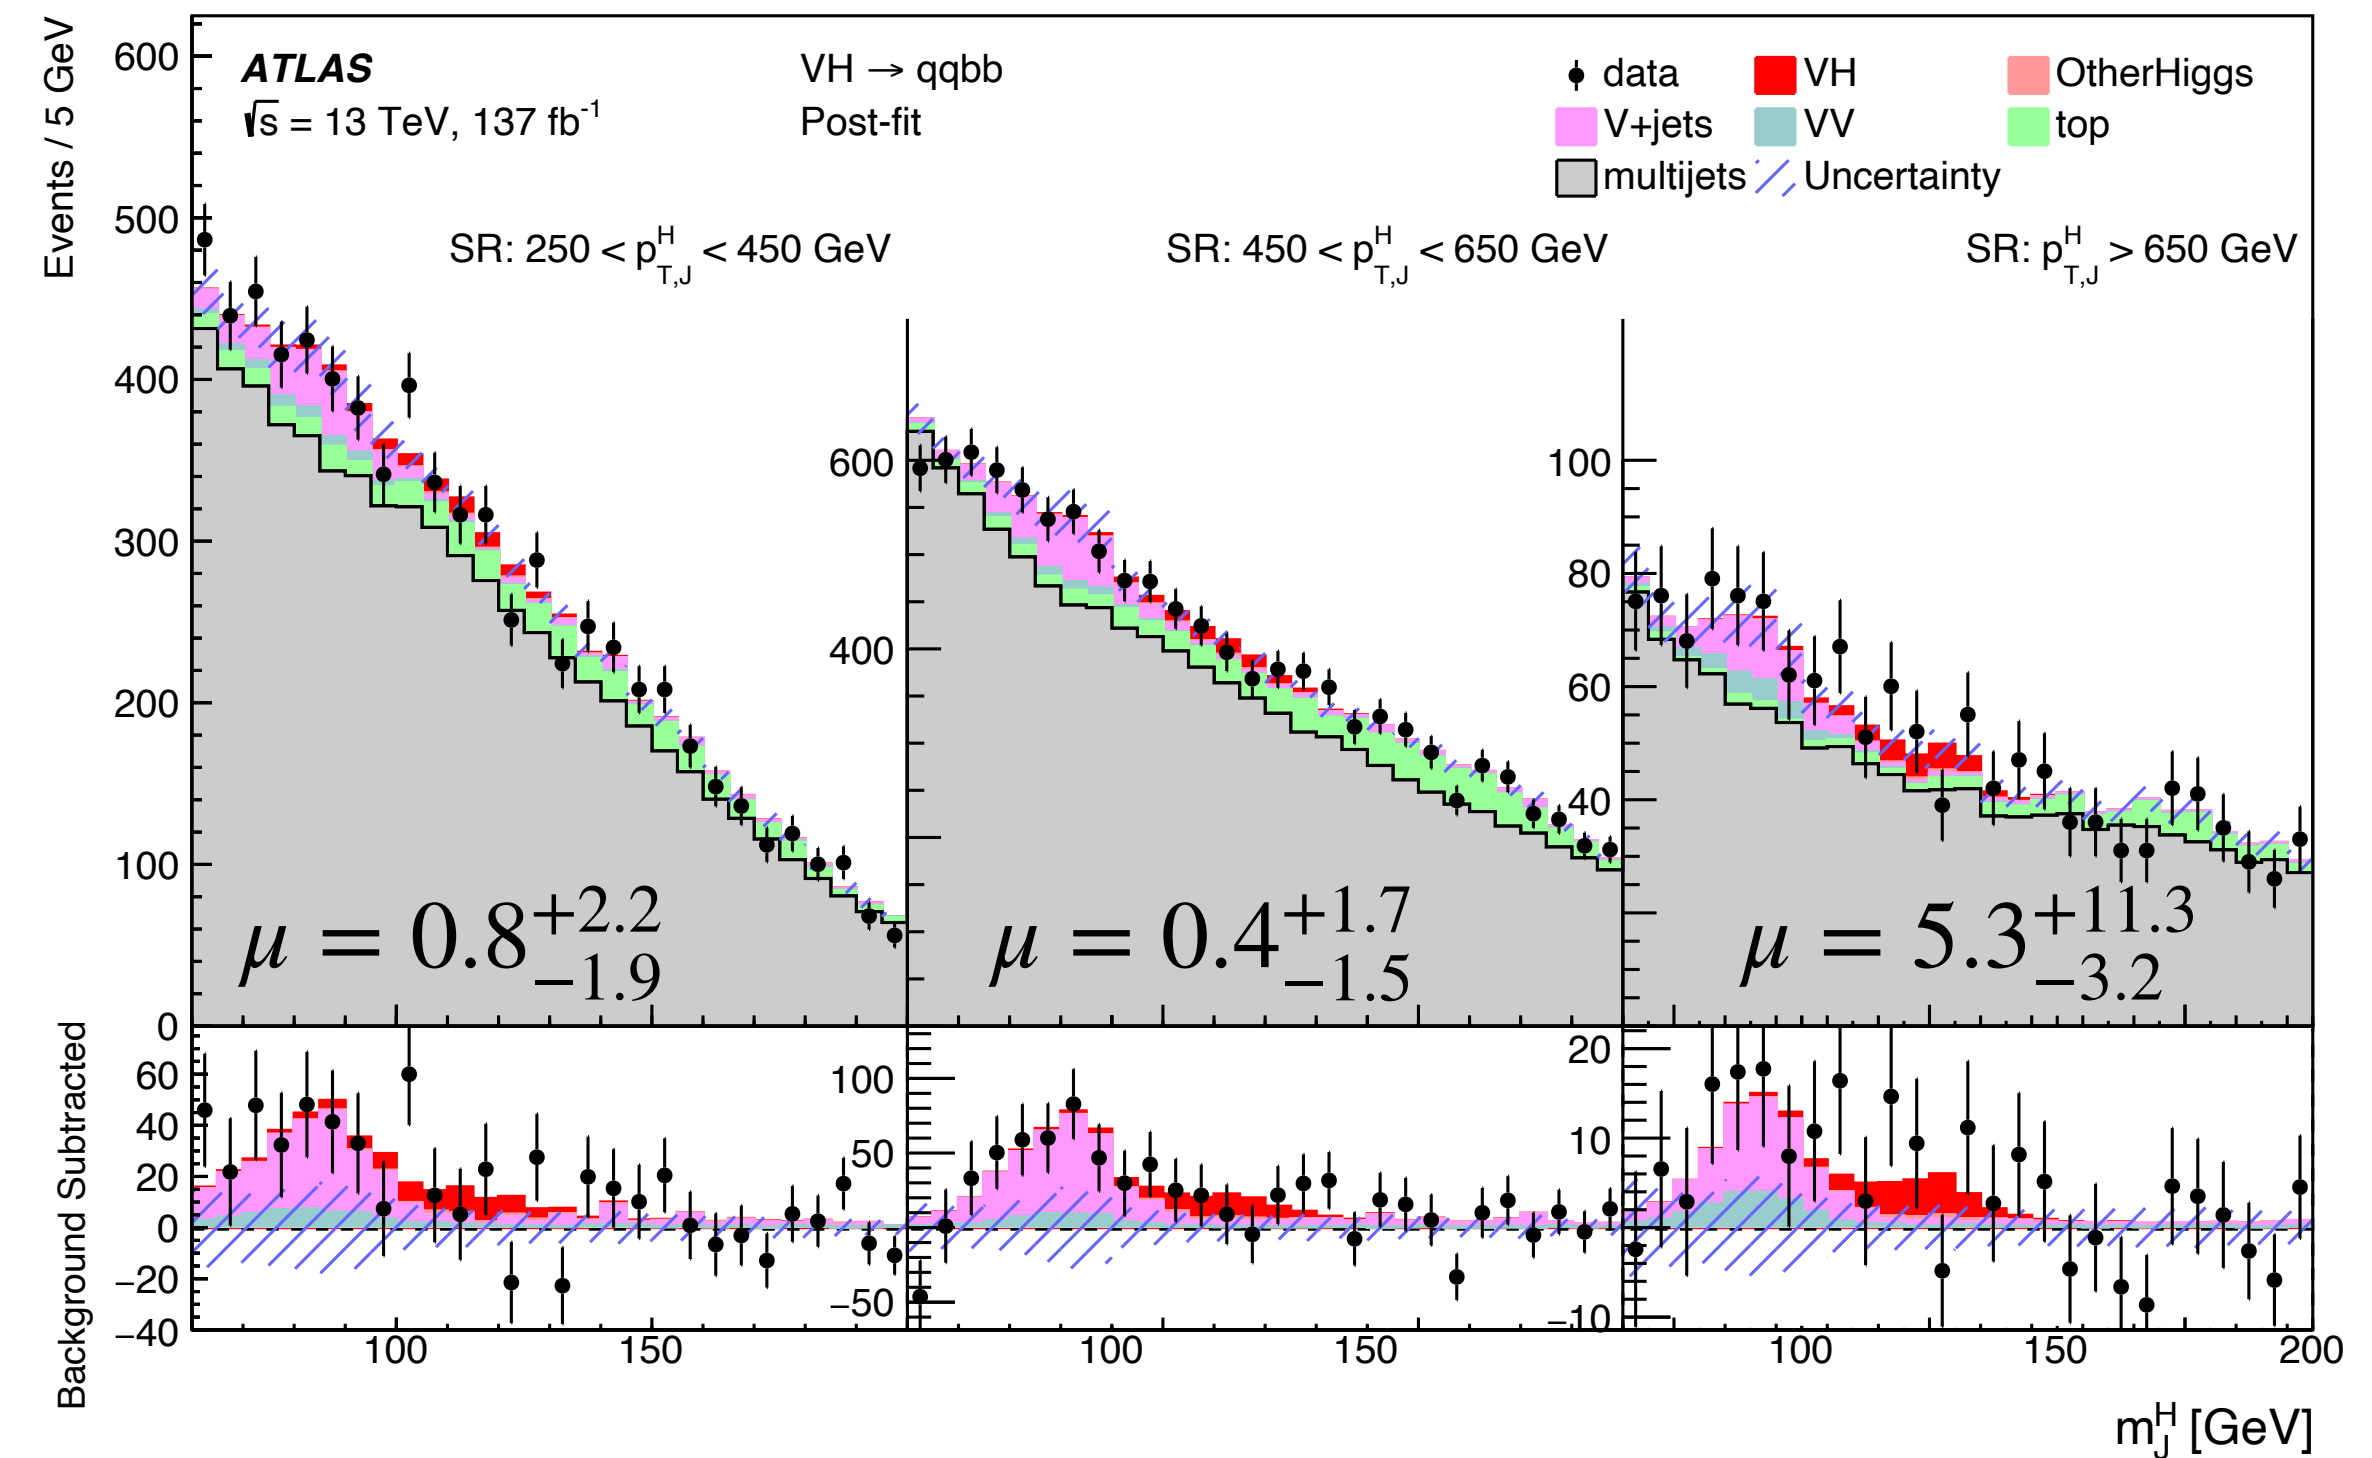 Events / 5 GeV
600
500
400
300
200
100
0
ATLAS
√s = 13 TeV, 137 fb⁻¹
VH → qqbb
Post-fit
data VH OtherHiggs
V+jets VV top
multijets Uncertainty
SR: 250 < p^H_T,J < 450 GeV
SR: 450 < p^H_T,J < 650 GeV
SR: p^H_T,J > 650 GeV
600
400
100
80
60
40
μ = 0.8 +2.2 −1.9
μ = 0.4 +1.7 −1.5
μ = 5.3 +11.3 −3.2
Background Subtracted
60
40
20
0
−20
−40
100
50
−50
20
10
−10
100 150 100 150 100 150 200
m^H_J [GeV]